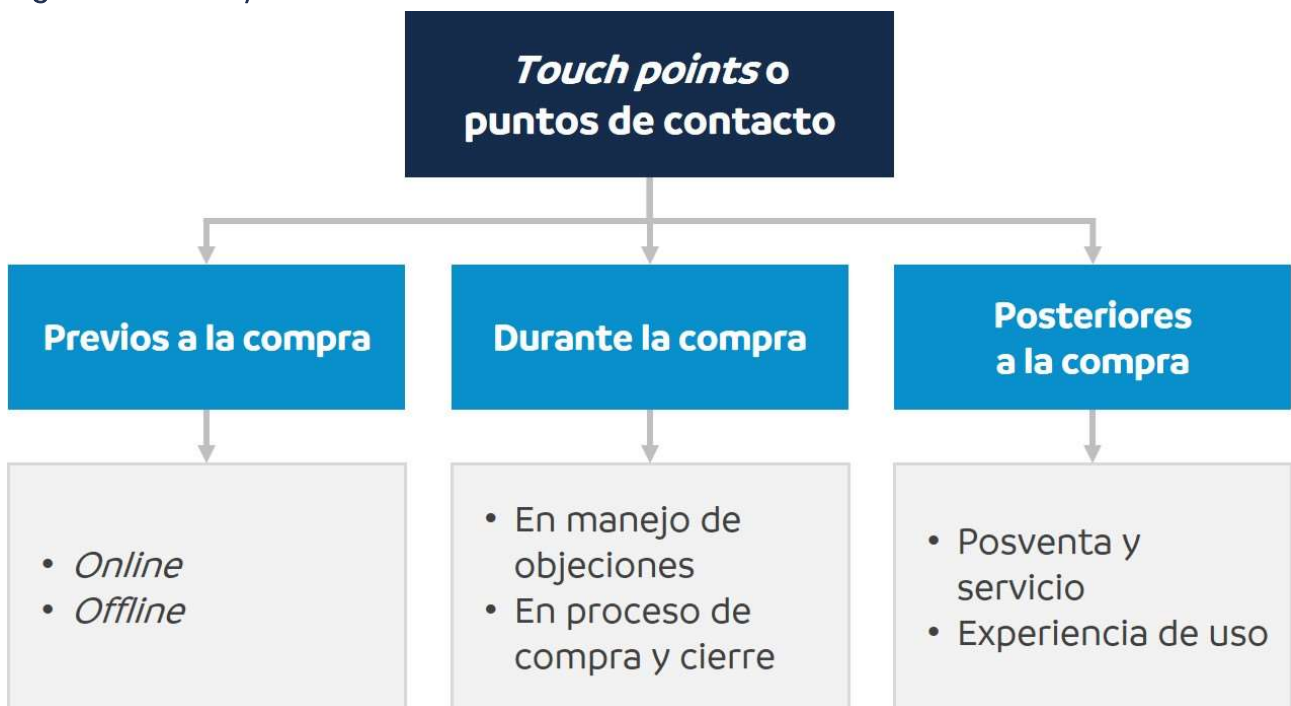 Touch points o
puntos de contacto
Previos a la compra
Durante la compra
Posteriores
a la compra
• Online
• Offline
• En manejo de
objeciones
• En proceso de
compra y cierre
• Posventa y
servicio
• Experiencia de uso